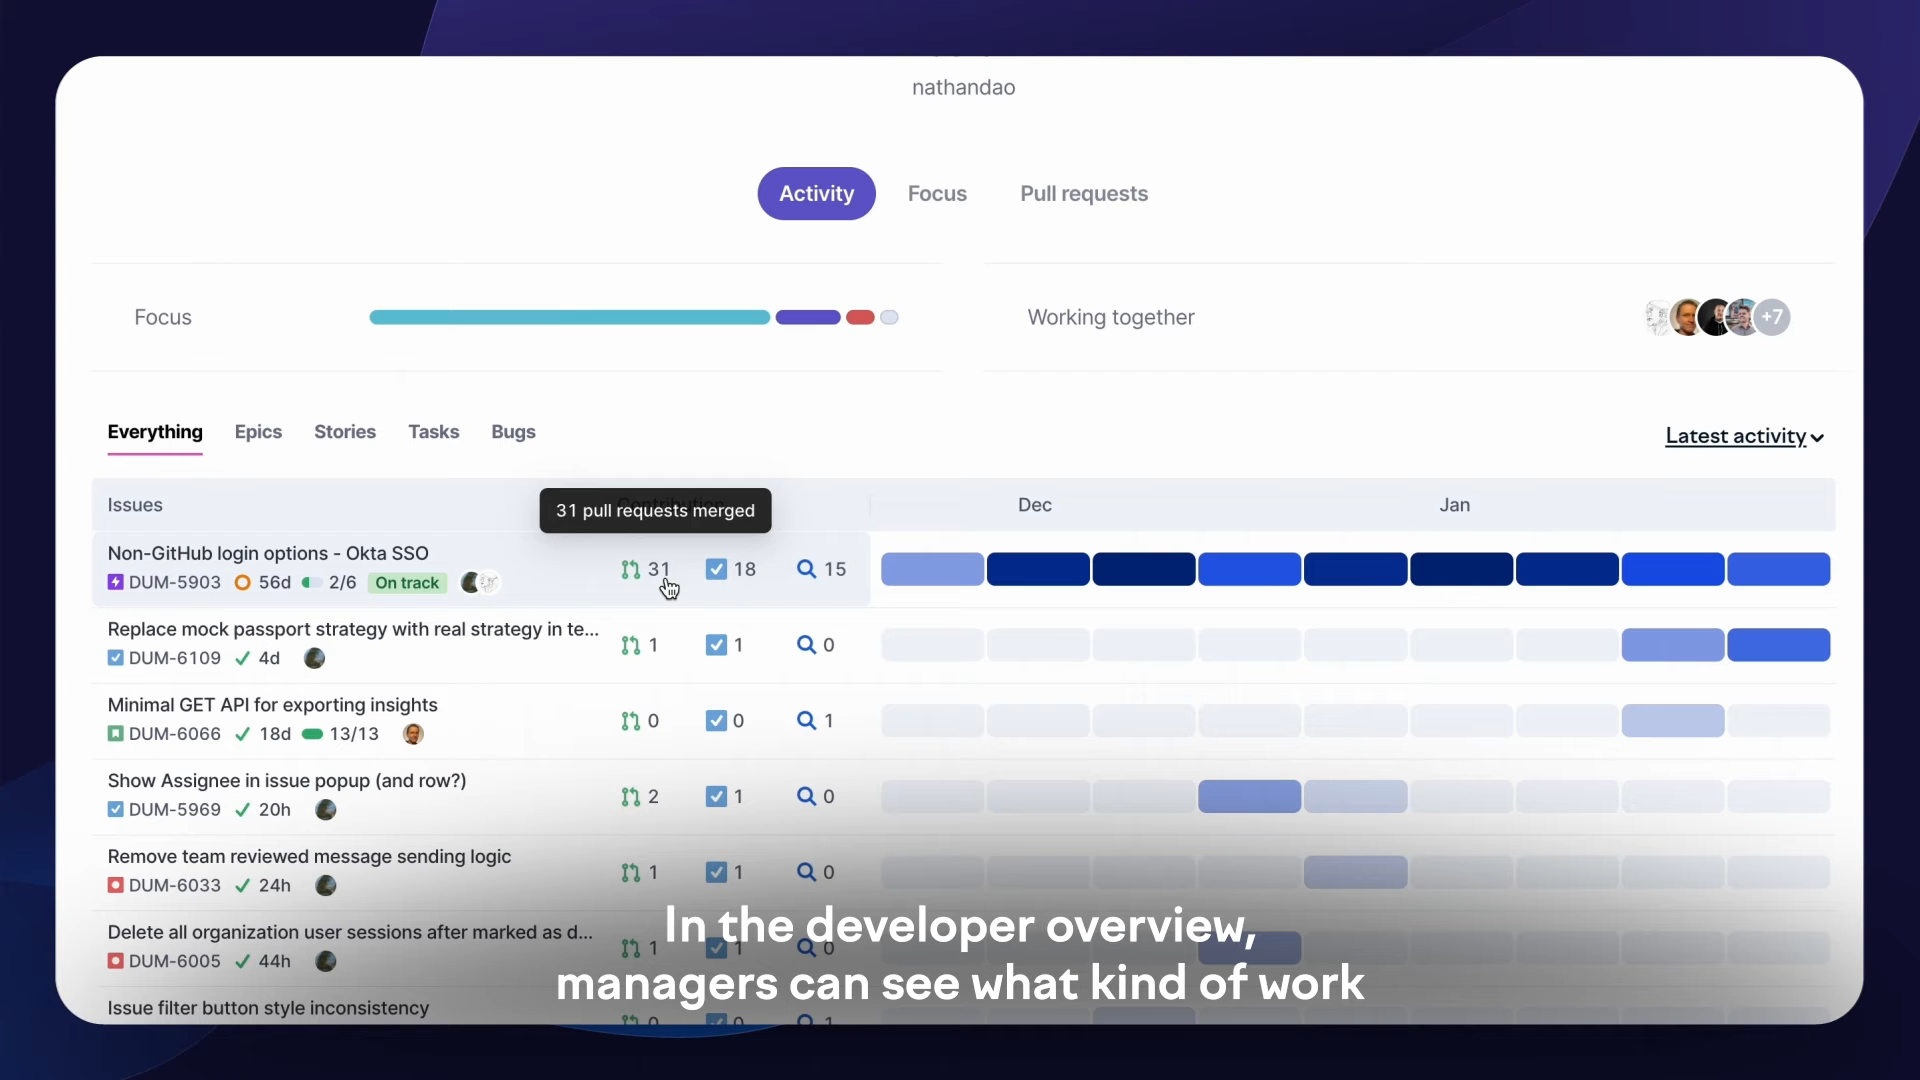 nathandao
Activity Focus Pull requests
Focus Working together +7
Everything Epics Stories Tasks Bugs
Latest activity
Issues Dec Jan
31 pull requests merged
Non-GitHub login options - Okta SSO
DUM-5903 56d 2/6 On track
31 18 15
Replace mock passport strategy with real strategy in te...
DUM-6109 4d
1 1 0
Minimal GET API for exporting insights
DUM-6066 18d 13/13
0 0 1
Show Assignee in issue popup (and row?)
DUM-5969 20h
2 1 0
Remove team reviewed message sending logic
DUM-6033 24h
1 1 0
Delete all organization user sessions after marked as d...
DUM-6005 44h
1 1 0
Issue filter button style inconsistency
0 0 1
In the developer overview,
managers can see what kind of work